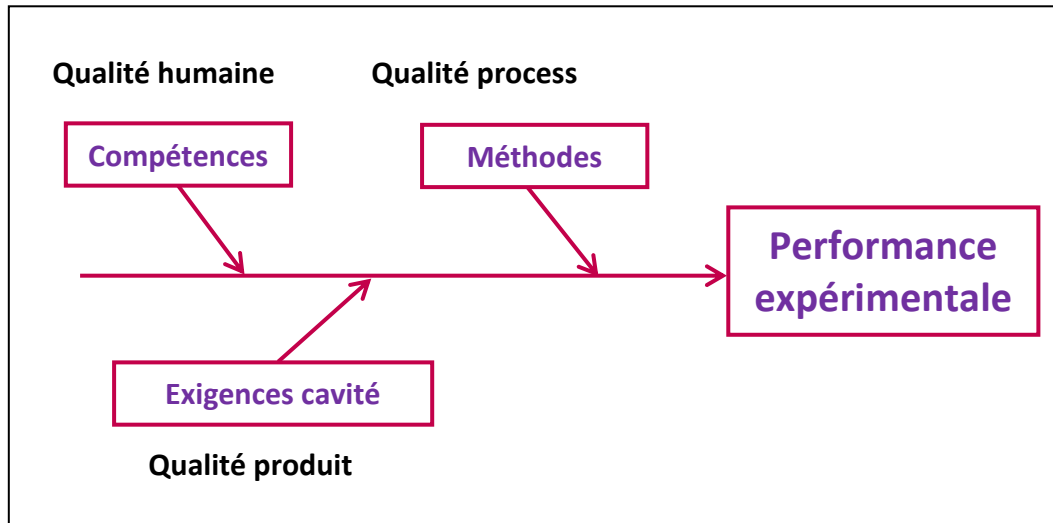 Qualité humaine
Qualité process
Compétences
Méthodes
Performance
expérimentale
Exigences cavité
Qualité produit